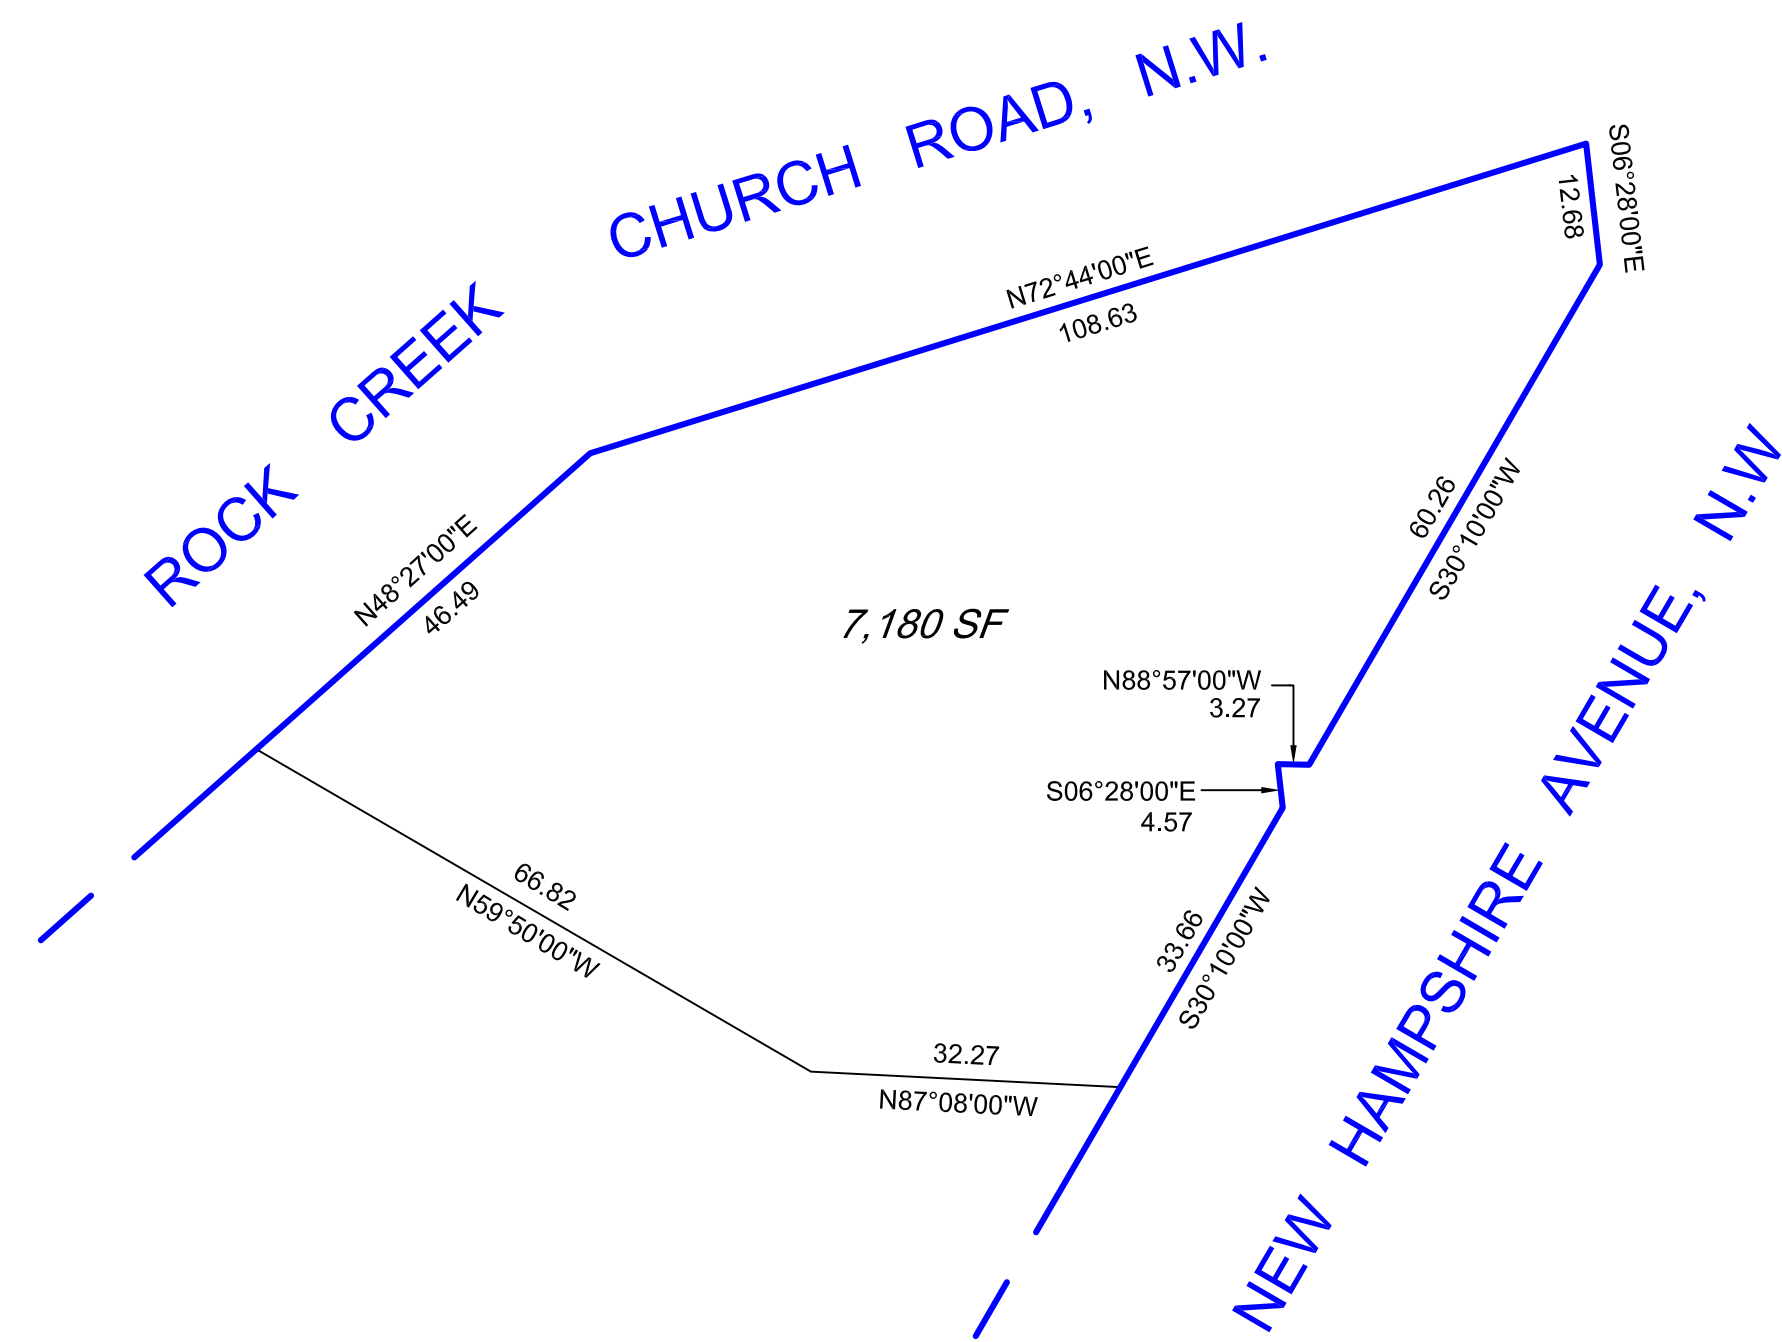 ROCK CREEK CHURCH ROAD, N.W.
S06°28'00"E
12.68
N72°44'00"E
108.63
N48°27'00"E
46.49
60.26
S30°10'00"W
7,180 SF
N88°57'00"W
3.27
S06°28'00"E
4.57
33.66
S30°10'00"W
66.82
N59°50'00"W
32.27
N87°08'00"W
NEW HAMPSHIRE AVENUE, N.W